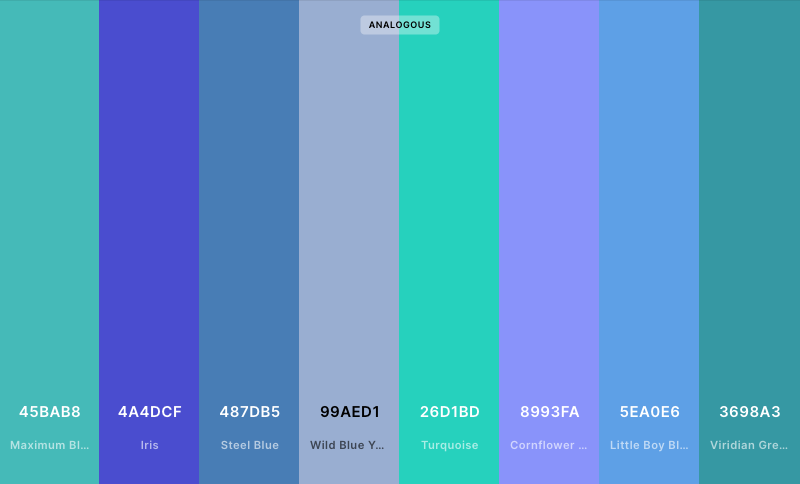 ANALOGOUS
45BAB8
Maximum Bl...
4A4DCF
Iris
487DB5
Steel Blue
99AED1
Wild Blue Y...
26D1BD
Turquoise
8993FA
Cornflower ...
5EA0E6
Little Boy Bl...
3698A3
Viridian Gre...